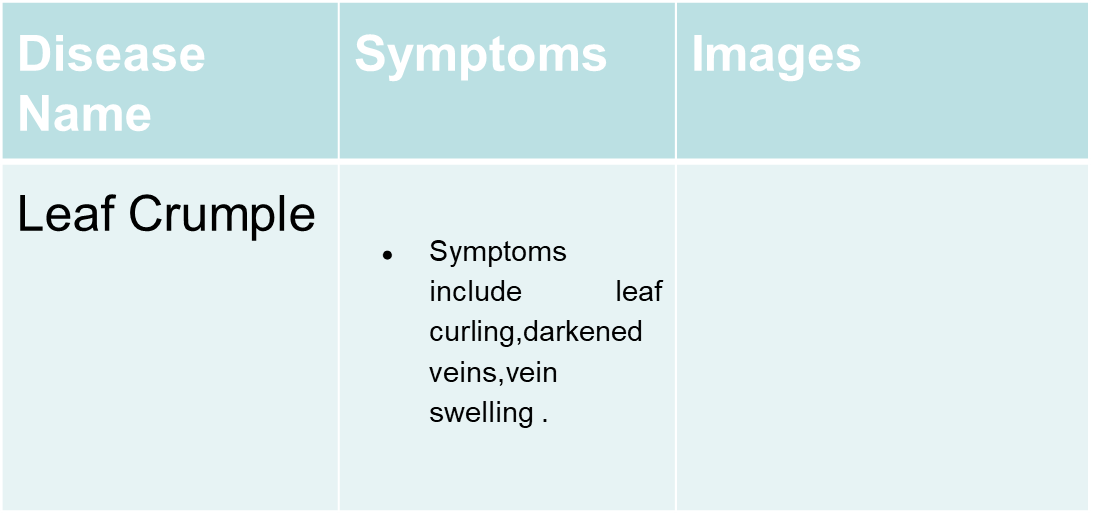 Disease
Name
Symptoms
Images
Leaf Crumple
● Symptoms
include leaf
curling,darkened
veins,vein
swelling .